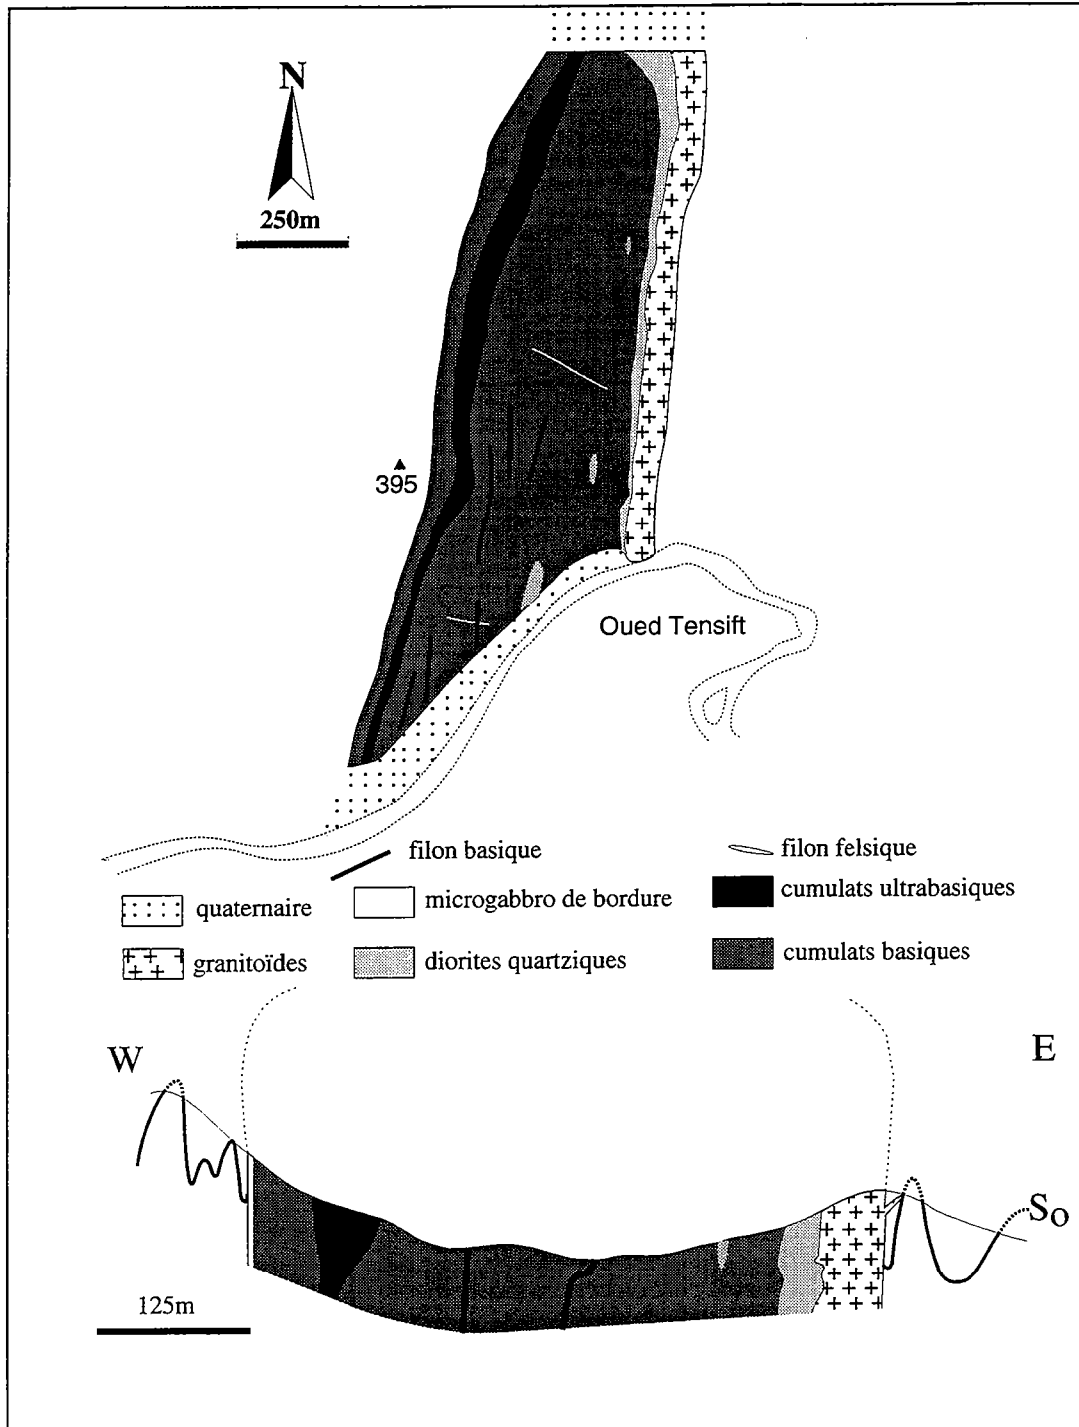 N
250m
395
Oued Tensift
filon basique
filon felsique
quaternaire
microgabbro de bordure
cumulats ultrabasiques
granitoïdes
diorites quartziques
cumulats basiques
W
E
So
125m